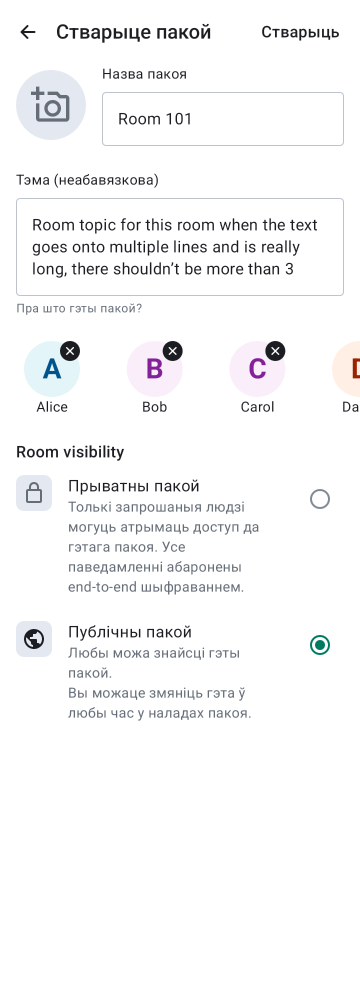 Стварыце пакой
Стварыць
Назва пакоя
Room 101
Тэма (неабавязкова)
Room topic for this room when the text
goes onto multiple lines and is really
long, there shouldn’t be more than 3
Пра што гэты пакой?
A B C D
Alice Bob Carol Da
Room visibility
Прыватны пакой
Толькі запрошаныя людзі
могуць атрымаць доступ да
гэтага пакоя. Усе
паведамленні абаронены
end-to-end шыфраваннем.
Публічны пакой
Любы можа знайсці гэты
пакой.
Вы можаце змяніць гэта ў
любы час у наладах пакоя.